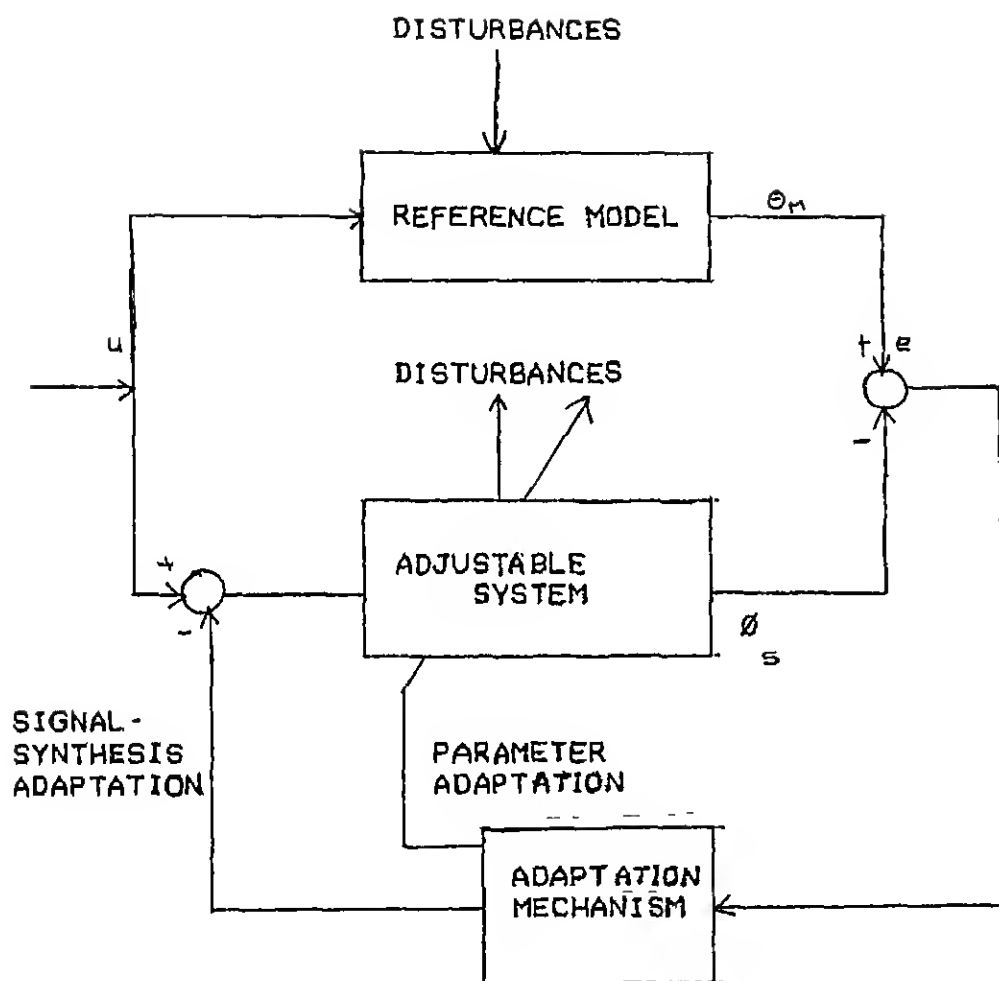 DISTURBANCES
REFERENCE MODEL
ΘM
u
+ e
DISTURBANCES
-
+
ADJUSTABLE
SYSTEM
-
Ø
s
SIGNAL-
SYNTHESIS
ADAPTATION
PARAMETER
ADAPTATION
ADAPTATION
MECHANISM